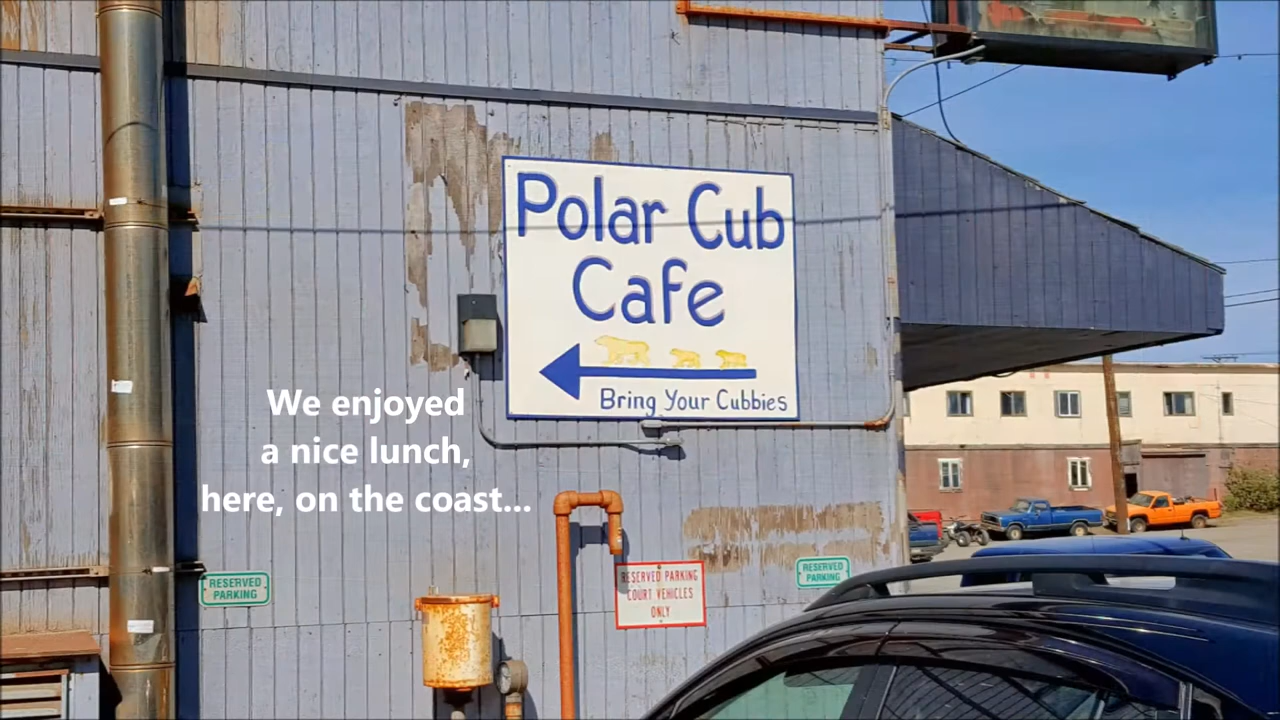 Polar Cub
Cafe
Bring Your Cubbies
We enjoyed
a nice lunch,
here, on the coast...
RESERVED
PARKING
RESERVED PARKING
COURT VEHICLES
ONLY
RESERVED
PARKING